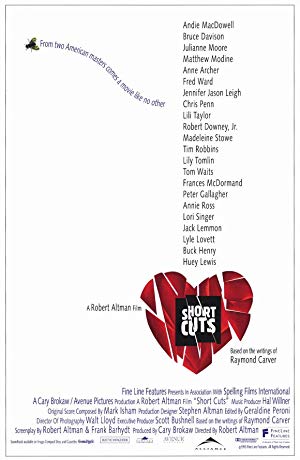 Andie MacDowell
Bruce Davison
Julianne Moore
From two American masters comes a movie like no other
Matthew Modine
Anne Archer
Fred Ward
Jennifer Jason Leigh
Chris Penn
Lili Taylor
Robert Downey, Jr.
Madeleine Stowe
Tim Robbins
Lily Tomlin
Tom Waits
Frances McDormand
Peter Gallagher
Annie Ross
Lori Singer
Jack Lemmon
Lyle Lovett
Buck Henry
Huey Lewis
A Robert Altman Film
SHORT
CUTS
Based on the writings of
Raymond Carver
Fine Line Features Presents In Association With Spelling Films International
A Cary Brokaw / Avenue Pictures Production A Robert Altman Film "Short Cuts" Music Producer Hal Willner
Original Score Composed by Mark Isham Production Designer Stephen Altman Edited by Geraldine Peroni
Director Of Photography Walt Lloyd Executive Producer Scott Bushnell Based on the writings of Raymond Carver
Screenplay by Robert Altman & Frank Barhydt Produced by Cary Brokaw Directed by Robert Altman
AVENUE
ALLIANCE
FINE LINE
FEATURES